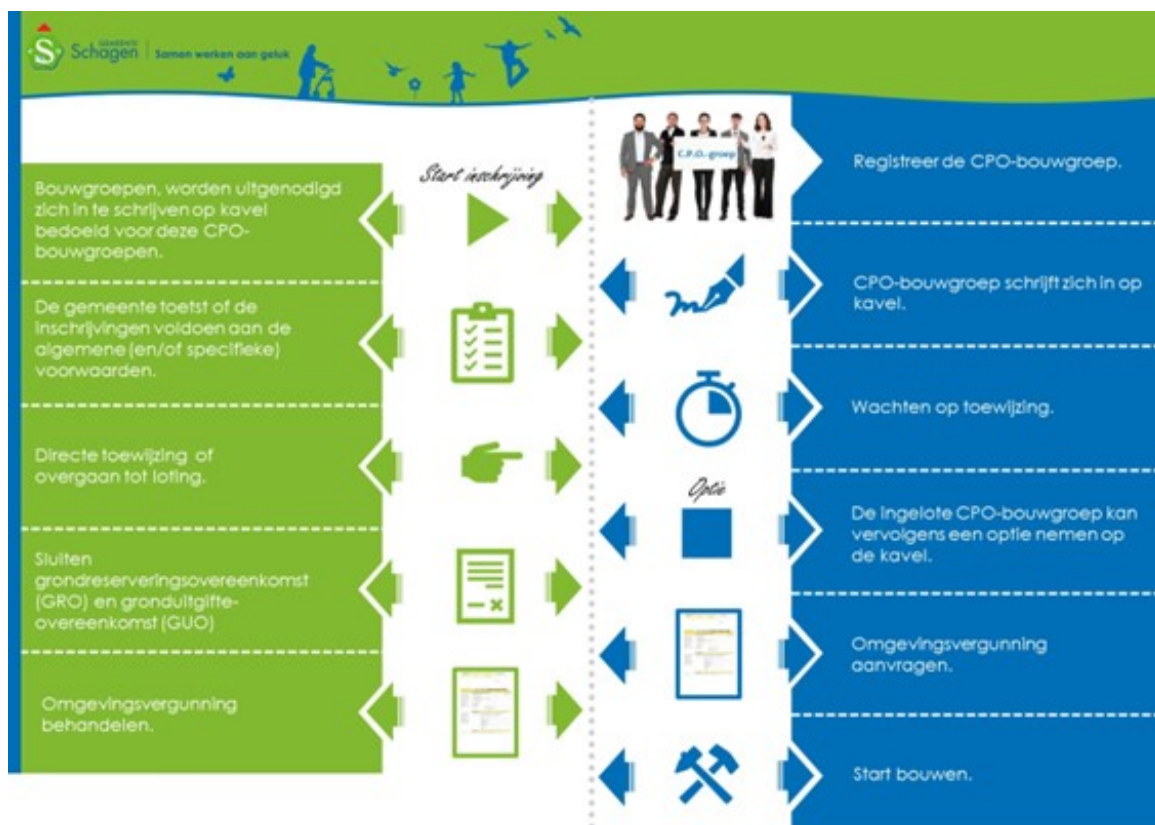 GEMEENTE
Schagen | Samen werken aan geluk
Bouwgroepen, worden uitgenodigd
zich in te schrijven op kavel
bedoeld voor deze CPO-
bouwgroepen.
De gemeente toetst of de
inschrijvingen voldoen aan de
algemene (en/of specifieke)
voorwaarden.
Directe toewijzing of
overgaan tot loting.
Sluiten
grondreserveringsovereenkomst
(GRO) en gronduitgifte-
overeenkomst (GUO)
Omgevingsvergunning
behandelen.
Start inschrijving
C.P.O.-groep
Optie
Registreer de CPO-bouwgroep.
CPO-bouwgroep schrijft zich in op
kavel.
Wachten op toewijzing.
De ingelote CPO-bouwgroep kan
vervolgens een optie nemen op
de kavel.
Omgevingsvergunning
aanvragen.
Start bouwen.